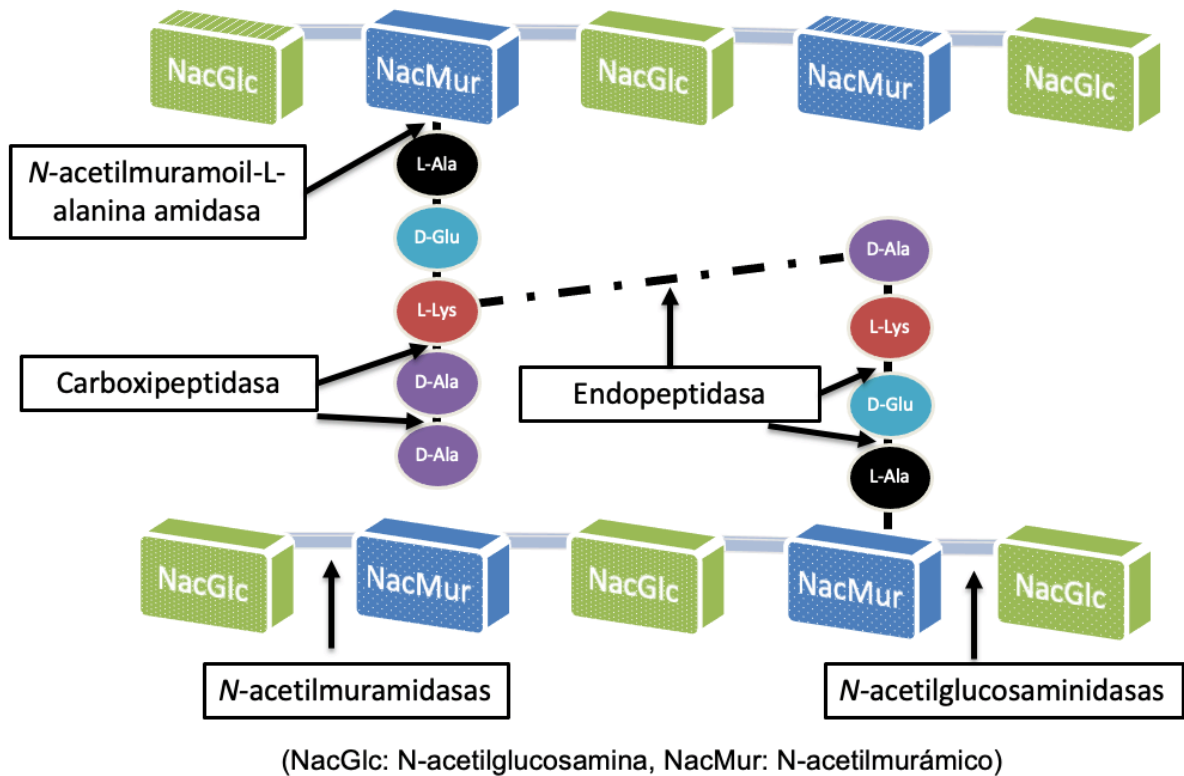 NacGlc NacMur NacGlc NacMur NacGlc
N-acetilmuramoil-L-
alanina amidasa
L-Ala
D-Glu
L-Lys
D-Ala
D-Ala
Carboxipeptidasa
D-Ala
L-Lys
D-Glu
L-Ala
Endopeptidasa
NacGlc NacMur NacGlc NacMur NacGlc
N-acetilmuramidasas
N-acetilglucosaminidasas
(NacGlc: N-acetilglucosamina, NacMur: N-acetilmurámico)